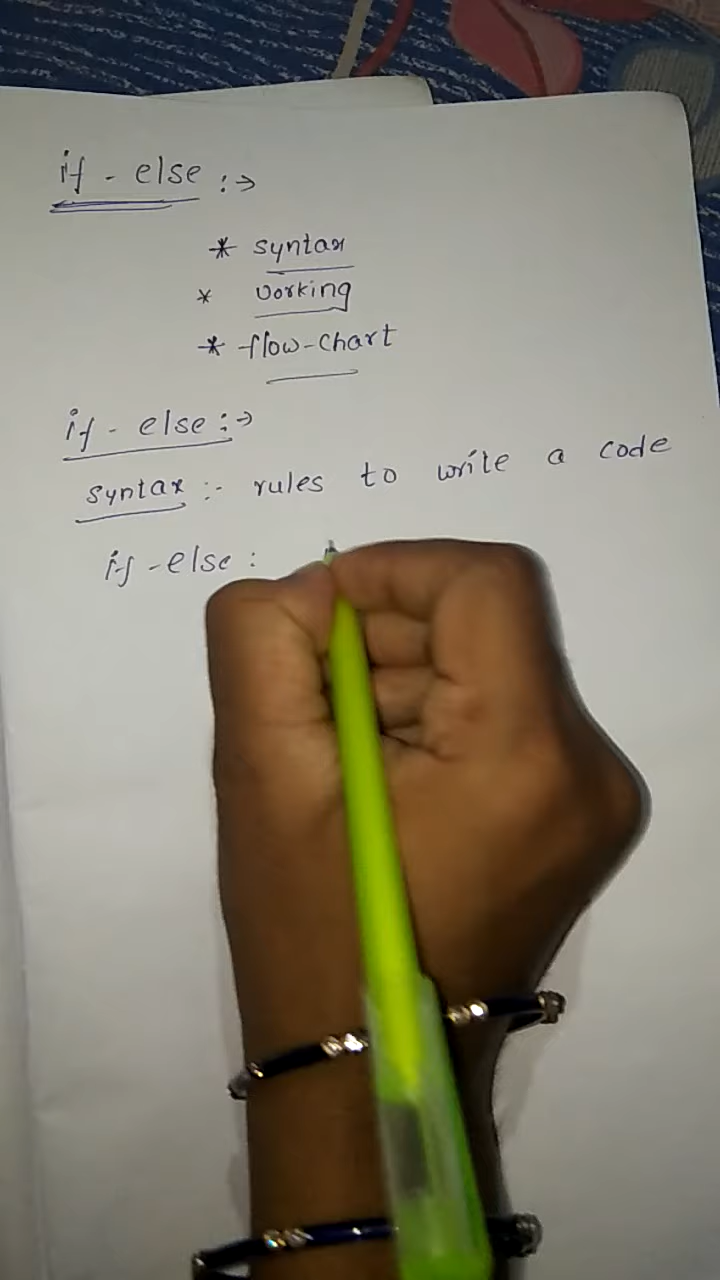 if - else :→
* syntax
* Working
* flow-chart
if - else :→
syntax :- rules to write a code
if - else :